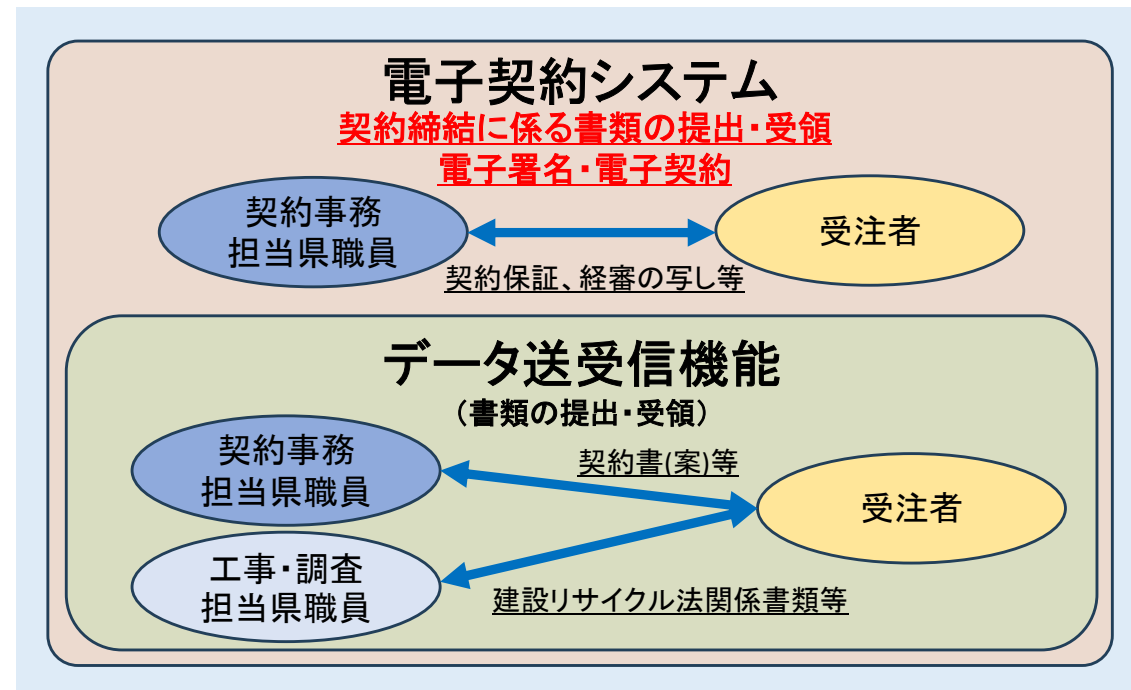 電子契約システム
契約締結に係る書類の提出・受領
電子署名・電子契約
契約事務
担当県職員
受注者
契約保証、経審の写し等
データ送受信機能
（書類の提出・受領）
契約事務
担当県職員
契約書(案)等
受注者
工事・調査
担当県職員
建設リサイクル法関係書類等